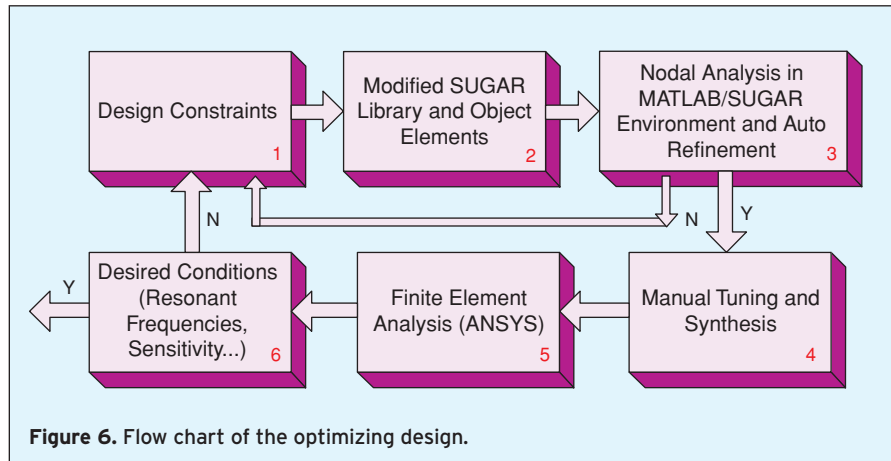 Design Constraints
1
Modified SUGAR
Library and Object
Elements
2
Nodal Analysis in
MATLAB/SUGAR
Environment and Auto
Refinement
3
N
N
Y
Y
Desired Conditions
(Resonant
Frequencies,
Sensitivity...)
6
Finite Element
Analysis (ANSYS)
5
Manual Tuning and
Synthesis
4
Figure 6. Flow chart of the optimizing design.